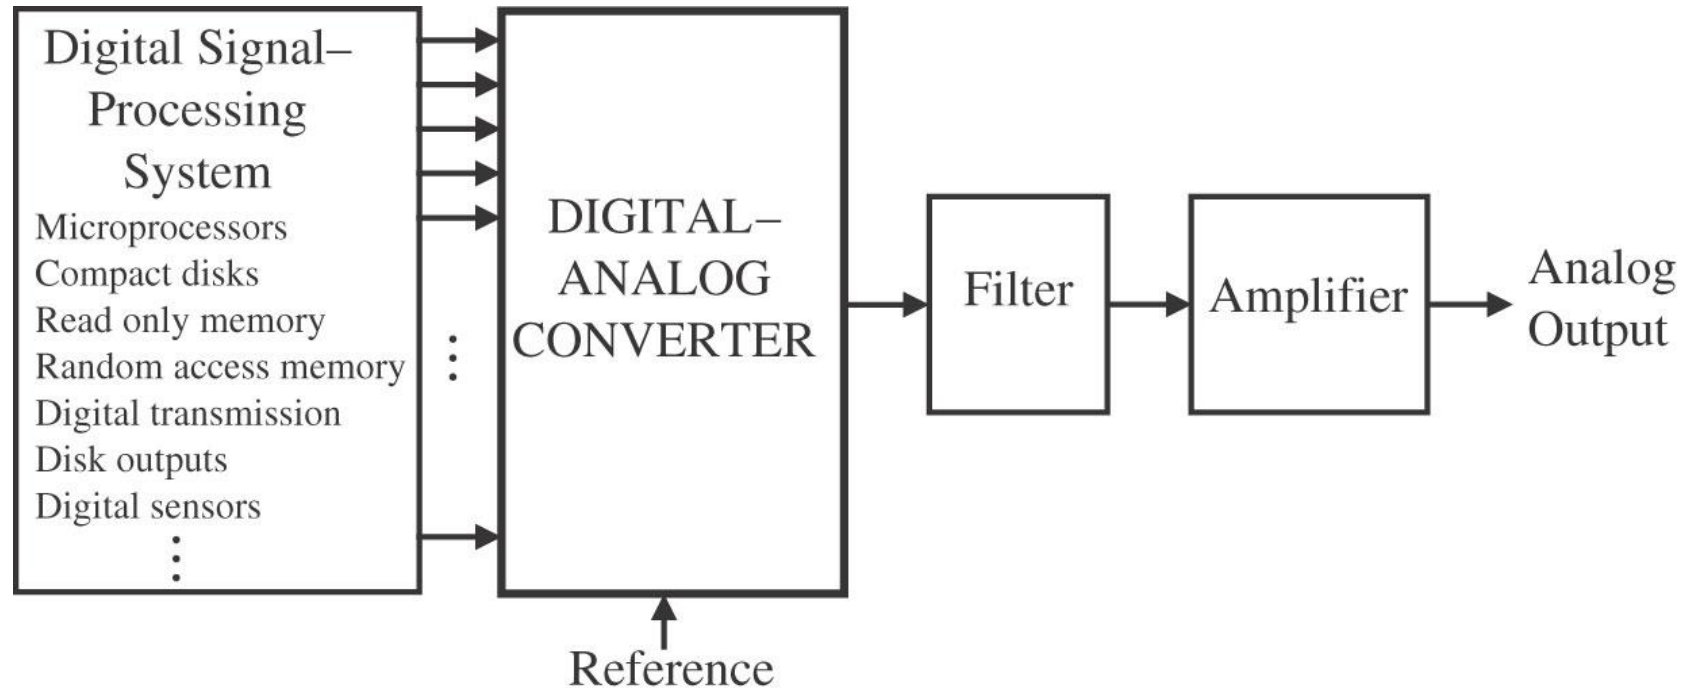 Digital Signal–
Processing
System
Microprocessors
Compact disks
Read only memory
Random access memory
Digital transmission
Disk outputs
Digital sensors
DIGITAL–
ANALOG
CONVERTER
Reference
Filter
Amplifier
Analog
Output